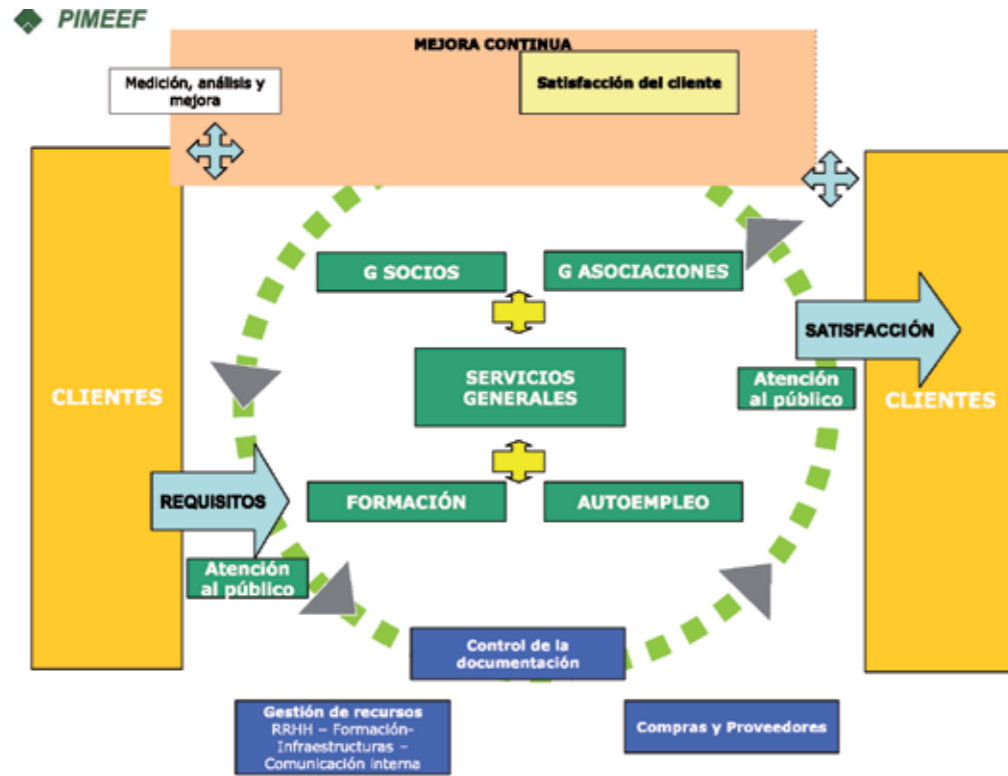 PIMEEF
MEJORA CONTINUA
Medición, análisis y
mejora
Satisfacción del cliente
G SOCIOS
G ASOCIACIONES
SATISFACCIÓN
CLIENTES
SERVICIOS
GENERALES
Atención
al público
CLIENTES
REQUISITOS
FORMACIÓN
AUTOEMPLEO
Atención
al público
Control de la
documentación
Gestión de recursos
RRHH – Formación-
Infraestructuras –
Comunicación interna
Compras y Proveedores